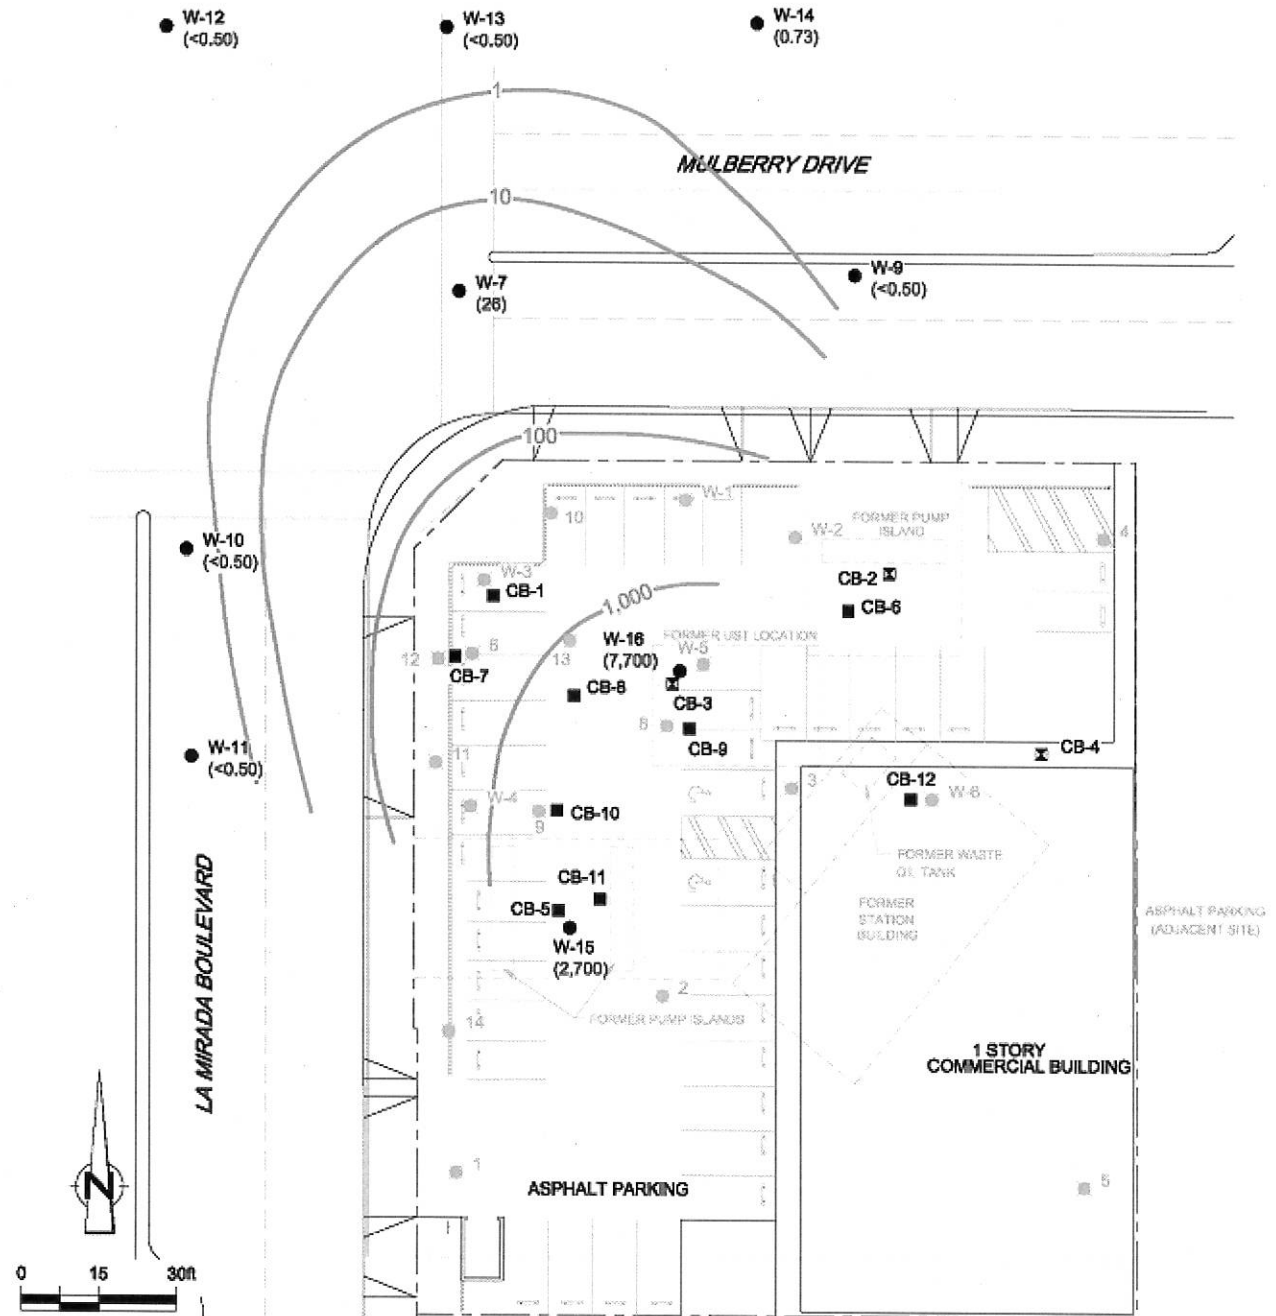 W-12
(<0.50)
W-13
(<0.50)
W-14
(0.73)
1
MULBERRY DRIVE
10
W-7
(26)
W-9
(<0.50)
100
W-1
10
W-2
FORMER PUMP
ISLAND
4
W-10
(<0.50)
W-3
CB-1
CB-2
CB-6
1,000
FORMER UST LOCATION
W-16
(7,700)
W-5
12
6
13
CB-7
CB-8
CB-3
8
CB-9
W-11
(<0.50)
11
CB-4
3
CB-12
W-6
W-4
9
CB-10
FORMER WASTE
OIL TANK
CB-11
CB-5
W-15
(2,700)
FORMER
STATION
BUILDING
ASPHALT PARKING
(ADJACENT SITE)
LA MIRADA BOULEVARD
2
FORMER PUMP ISLANDS
14
1 STORY
COMMERCIAL BUILDING
1
ASPHALT PARKING
5
N
0 15 30ft